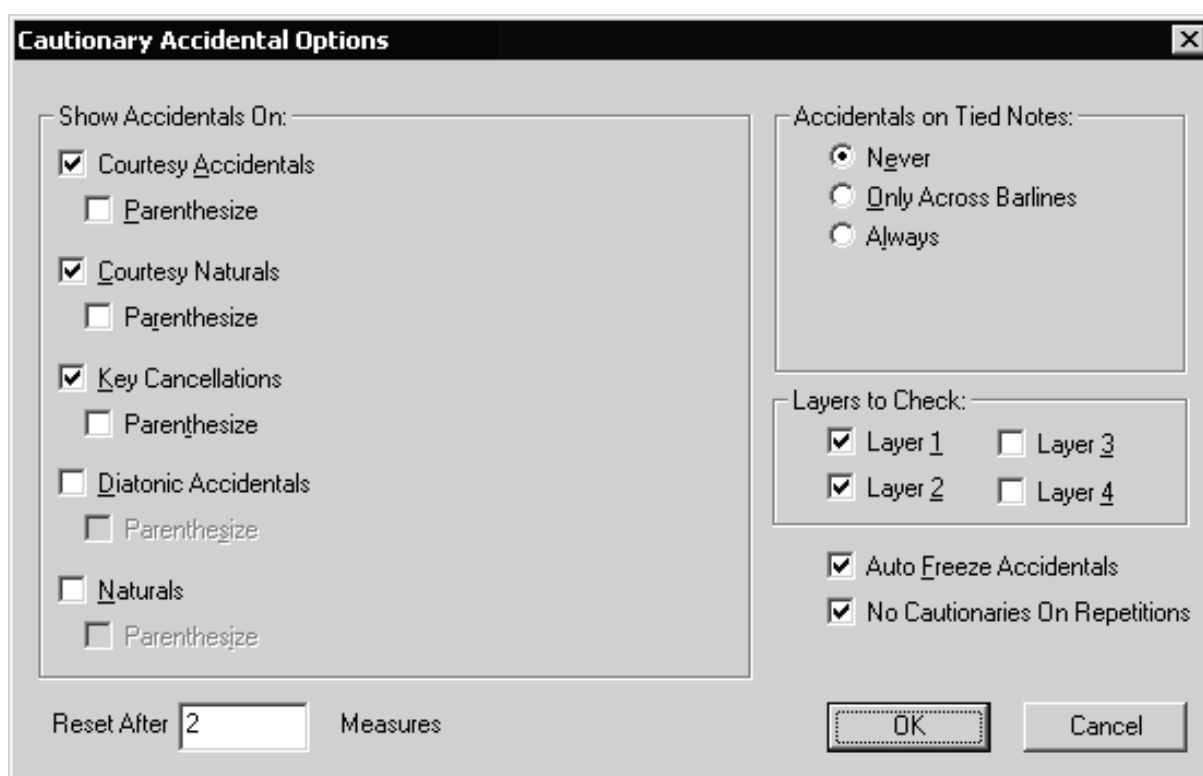 Cautionary Accidental Options
Show Accidentals On:
Courtesy Accidentals
Parenthesize
Courtesy Naturals
Parenthesize
Key Cancellations
Parenthesize
Diatonic Accidentals
Parenthesize
Naturals
Parenthesize
Reset After 2 Measures
Accidentals on Tied Notes:
Never
Only Across Barlines
Always
Layers to Check:
Layer 1 Layer 3
Layer 2 Layer 4
Auto Freeze Accidentals
No Cautionaries On Repetitions
OK Cancel